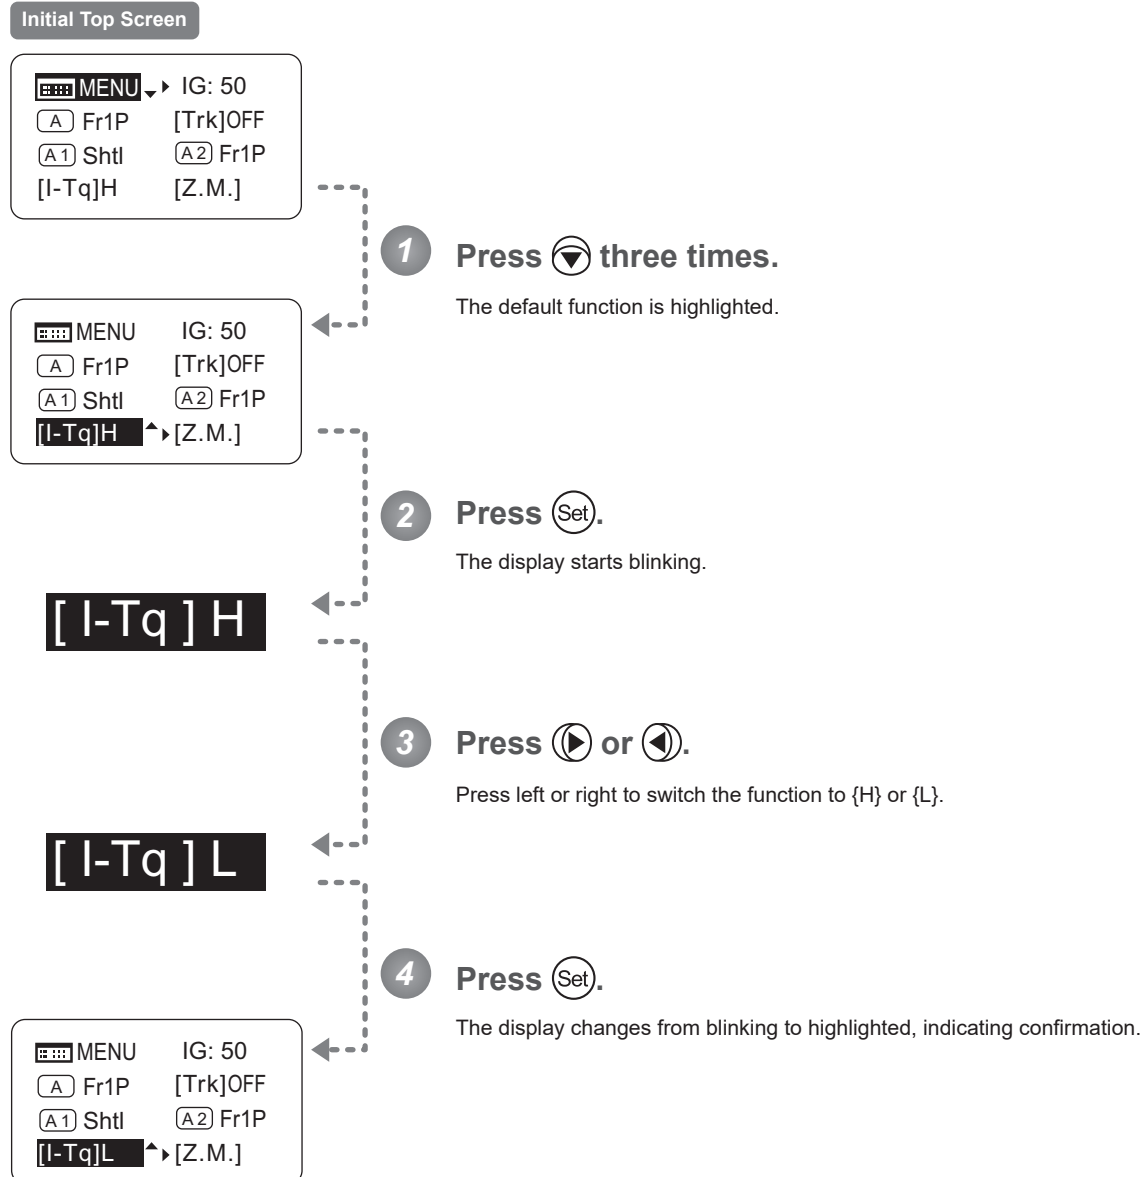 Initial Top Screen
MENU IG: 50
A Fr1P [Trk]OFF
A1 Shtl A2 Fr1P
[I-Tq]H [Z.M.]
1 Press three times.
The default function is highlighted.
MENU IG: 50
A Fr1P [Trk]OFF
A1 Shtl A2 Fr1P
[I-Tq]H [Z.M.]
2 Press Set.
The display starts blinking.
[ I-Tq ] H
3 Press or .
Press left or right to switch the function to {H} or {L}.
[ I-Tq ] L
4 Press Set.
The display changes from blinking to highlighted, indicating confirmation.
MENU IG: 50
A Fr1P [Trk]OFF
A1 Shtl A2 Fr1P
[I-Tq]L [Z.M.]